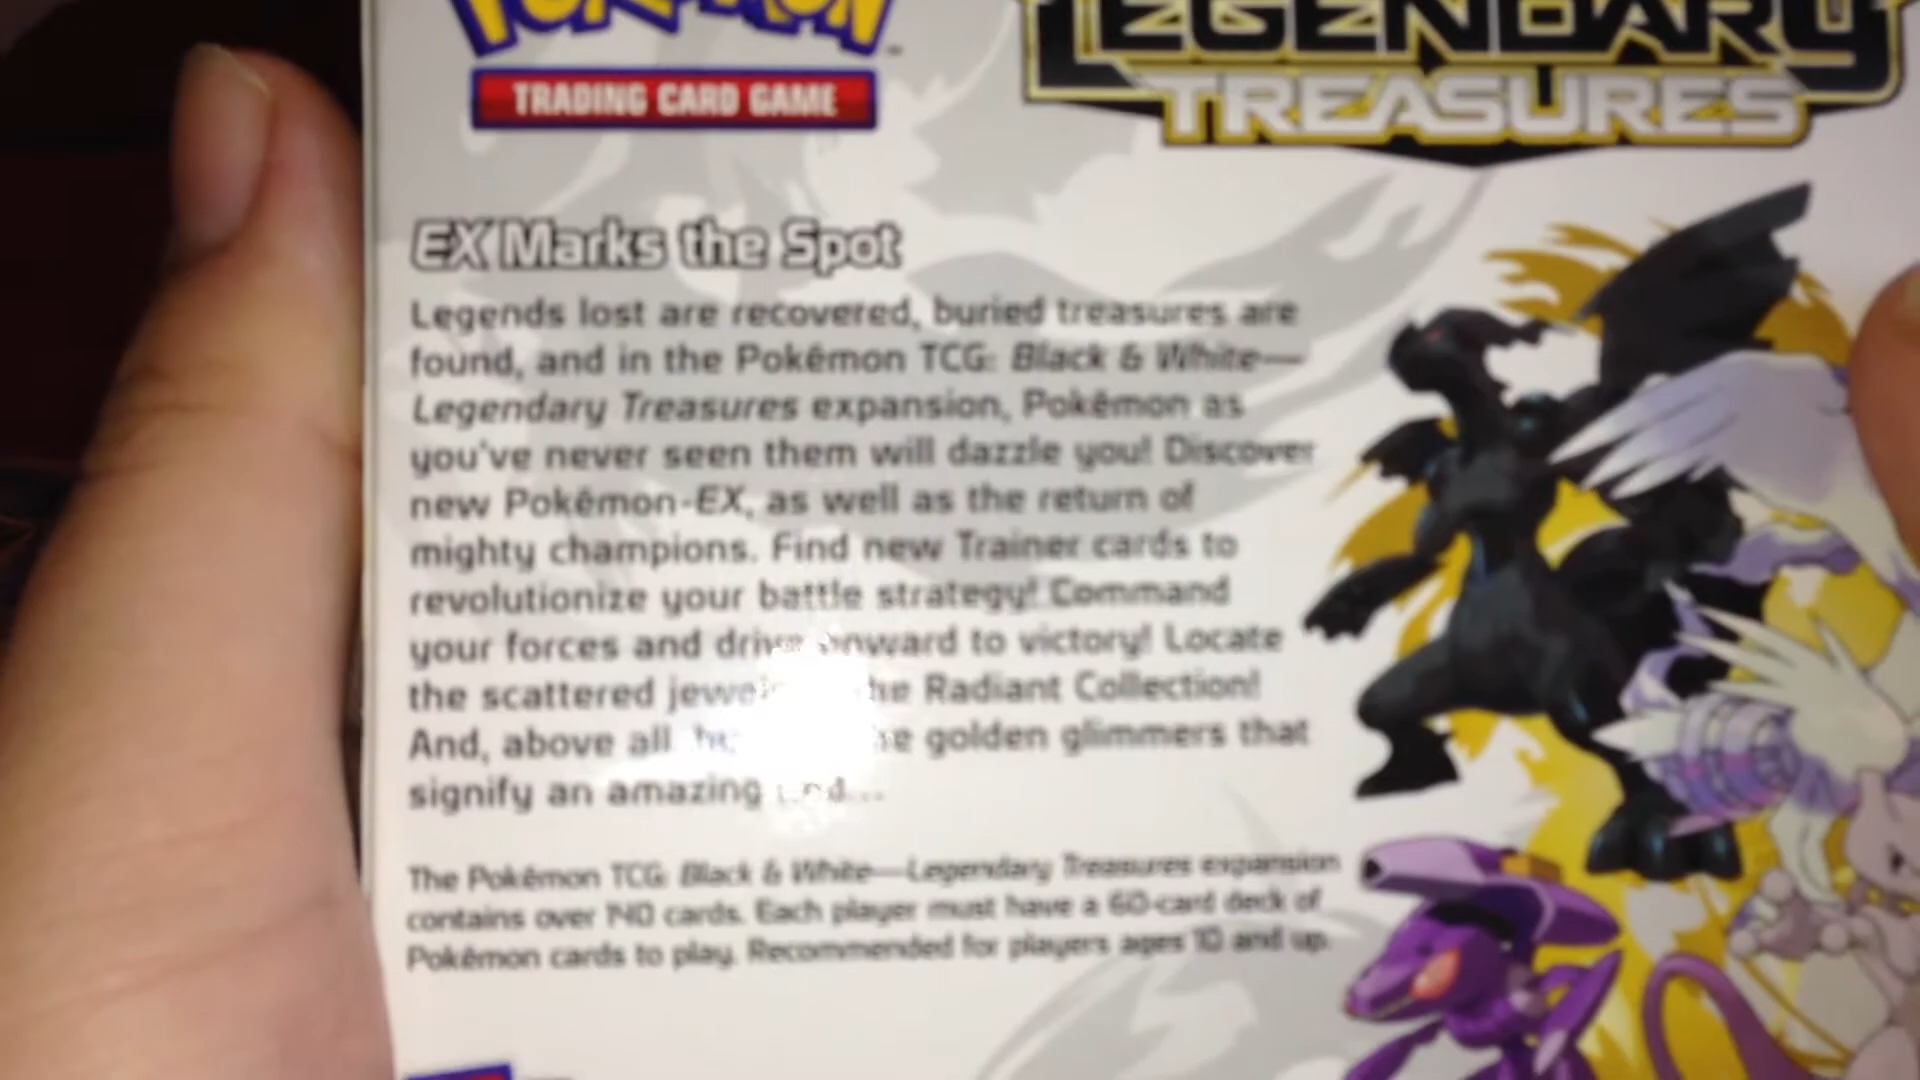 POKéMON
TRADING CARD GAME
LEGENDARY
TREASURES
EX Marks the Spot
Legends lost are recovered, buried treasures are
found, and in the Pokémon TCG: Black & White—
Legendary Treasures expansion, Pokémon as
you've never seen them will dazzle you! Discover
new Pokémon-EX, as well as the return of
mighty champions. Find new Trainer cards to
revolutionize your battle strategy! Command
your forces and drive onward to victory! Locate
the scattered the Radiant Collection!
And, above all golden glimmers that
signify an amazing
The Pokémon TCG: Black & White—Legendary Treasures expansion
contains over 140 cards. Each player must have a 60-card deck of
Pokémon cards to play. Recommended for players ages 10 and up.